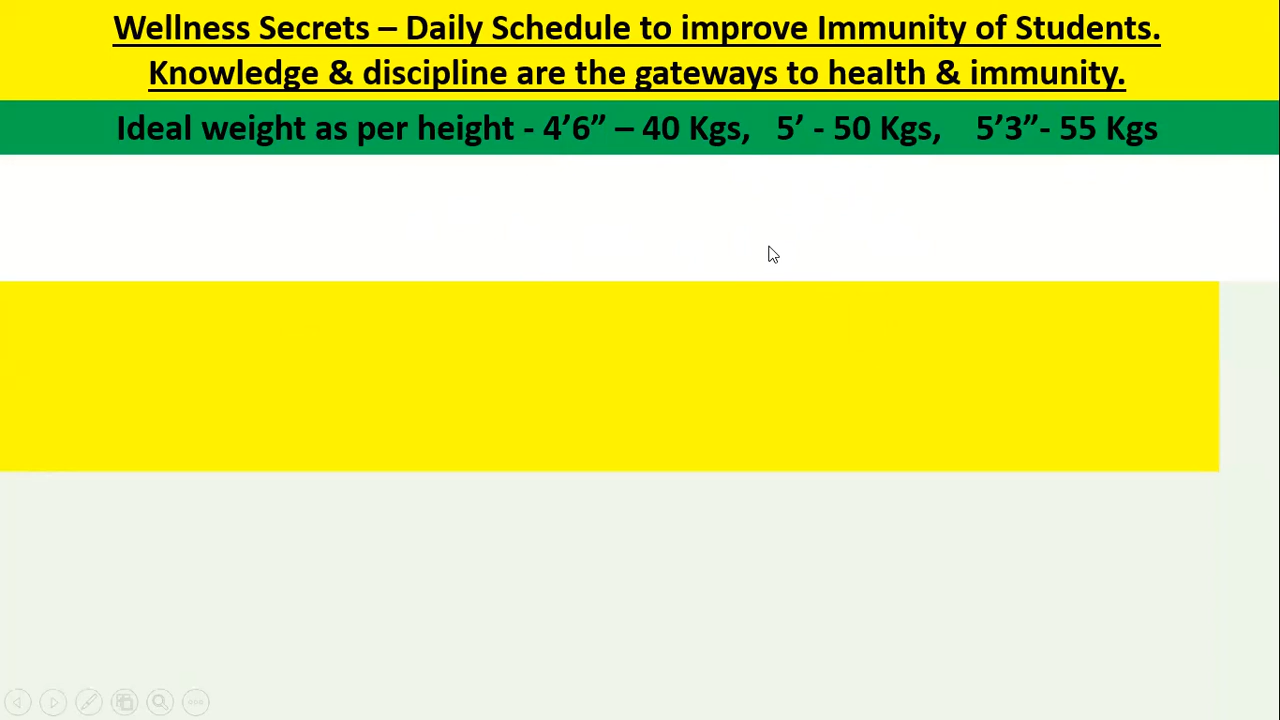 Wellness Secrets – Daily Schedule to improve Immunity of Students.
Knowledge & discipline are the gateways to health & immunity.
Ideal weight as per height - 4’6” – 40 Kgs,   5’ - 50 Kgs,    5’3”- 55 Kgs